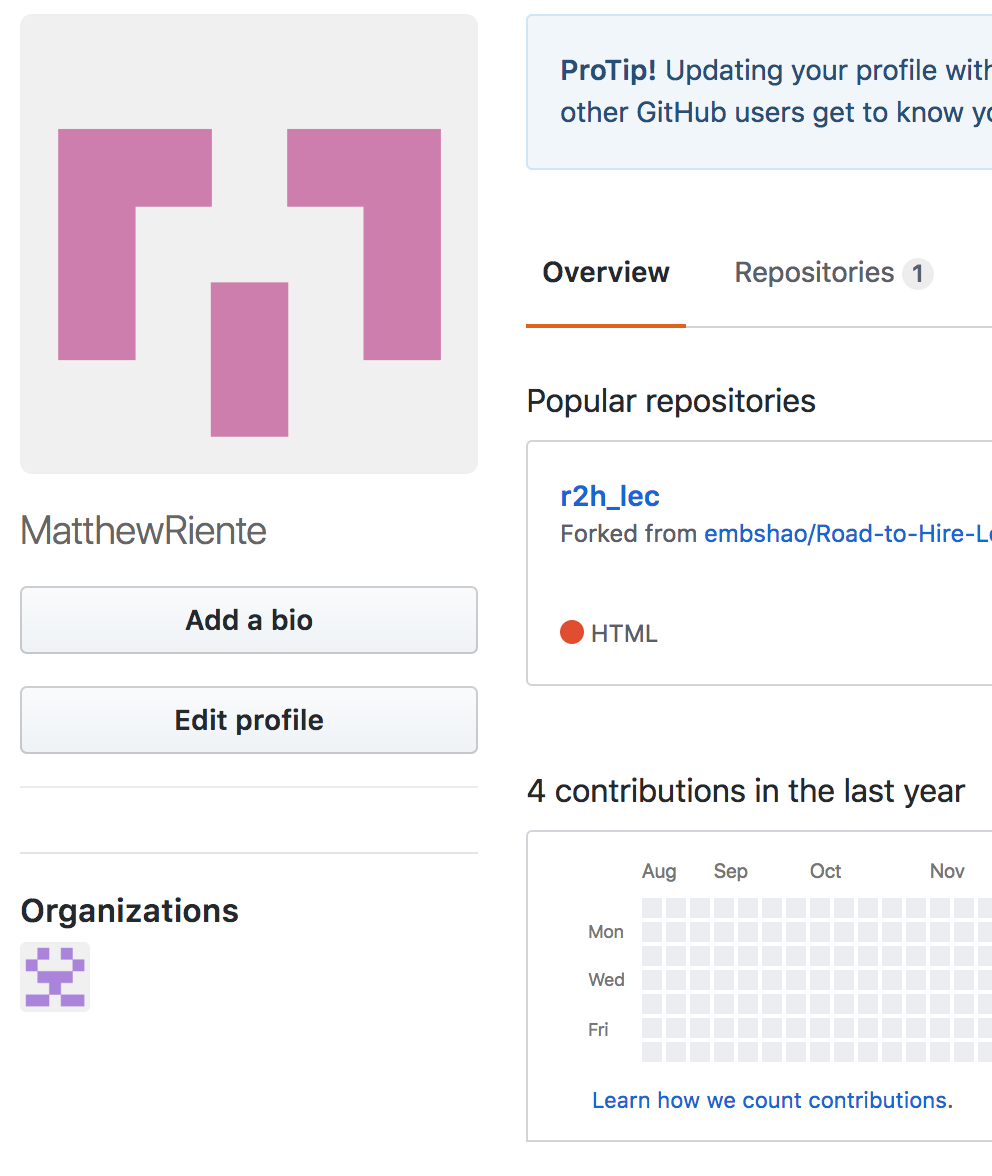 ProTip! Updating your profile with
other GitHub users get to know
Overview
Repositories 1
Popular repositories
r2h_lec
Forked from embshao/Road-to-Hire-L
HTML
MatthewRiente
Add a bio
Edit profile
Organizations
4 contributions in the last year
Aug Sep Oct Nov
Mon
Wed
Fri
Learn how we count contributions.